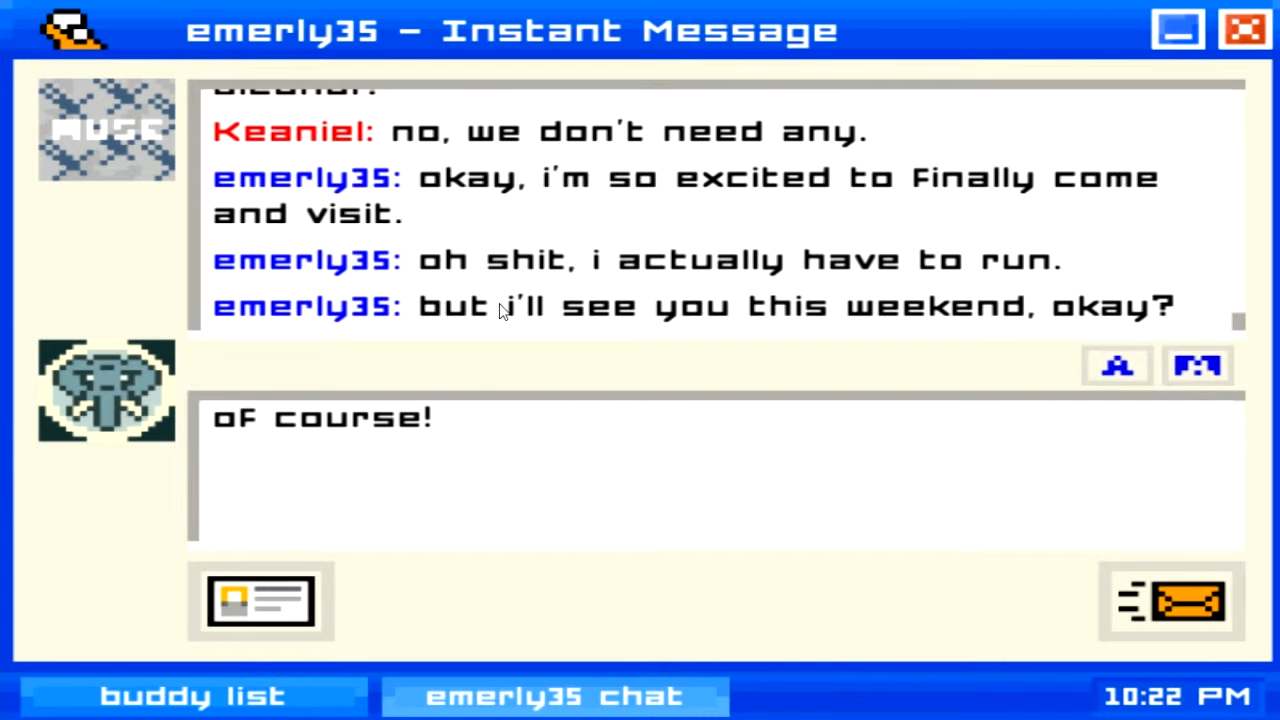 emerly35 - Instant Message
MUSE
Keaniel: no, we don't need any.
emerly35: okay, i'm so excited to finally come
and visit.
emerly35: oh shit, i actually have to run.
emerly35: but i'll see you this weekend, okay?
A
of course!
buddy list
emerly35 chat
10:22 PM